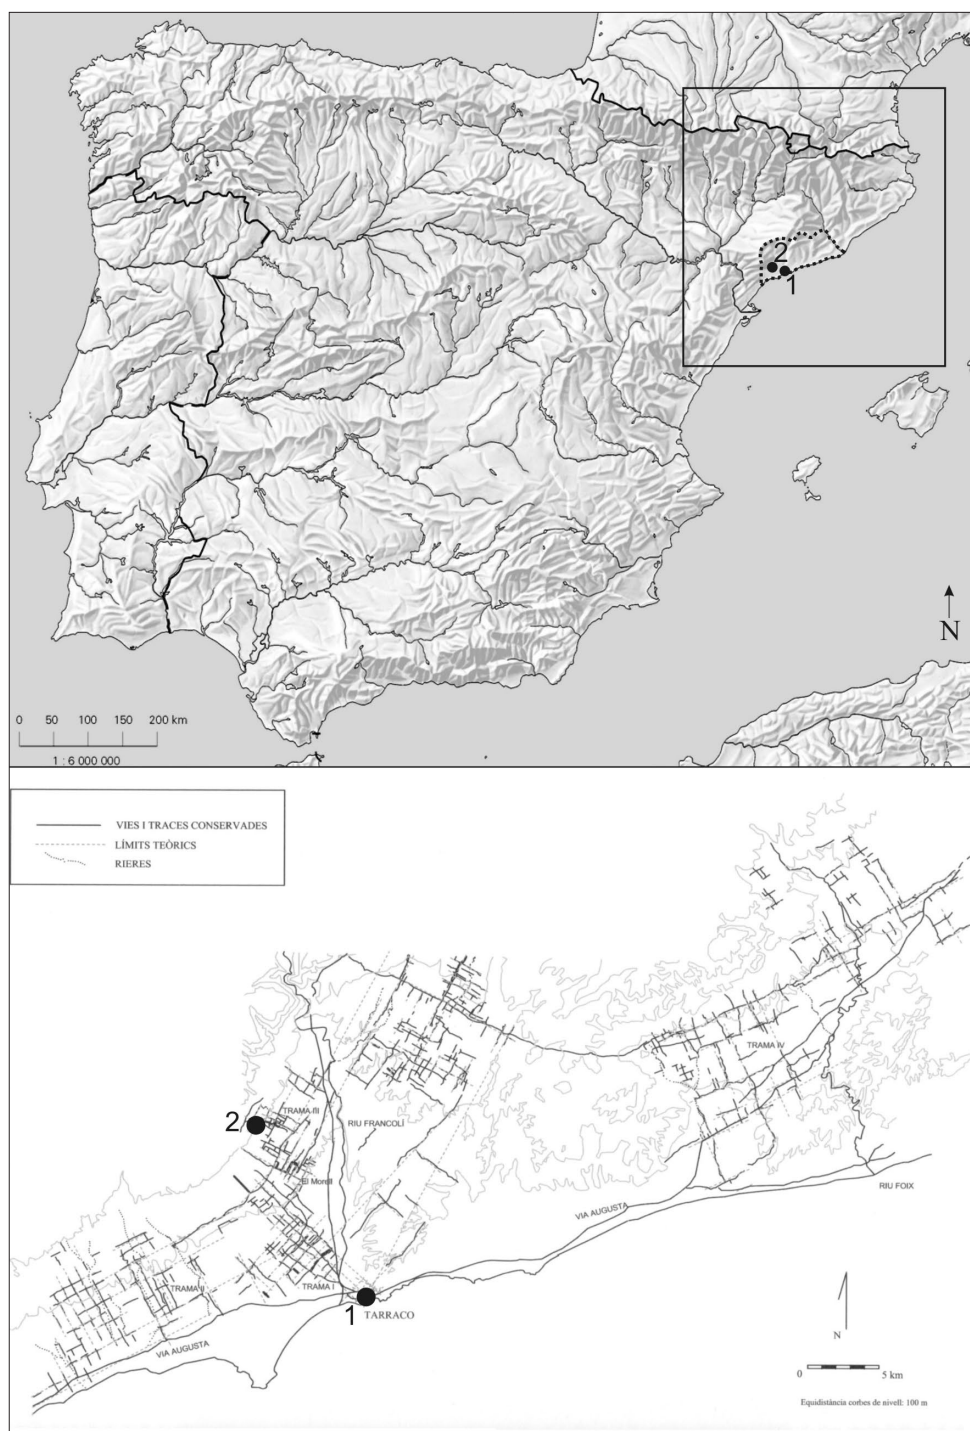 2
1
N
0 50 100 150 200 km
1 : 6 000 000
VIES I TRACES CONSERVADES
LÍMITS TEÒRICS
RIERES
TRAMA IV
TRAMA III
2
RIU FRANCOLÍ
El Morell
RIU FOIX
VIA AUGUSTA
TRAMA II
TRAMA I
1
TARRACO
VIA AUGUSTA
N
0 5 km
Equidistància corbes de nivell: 100 m